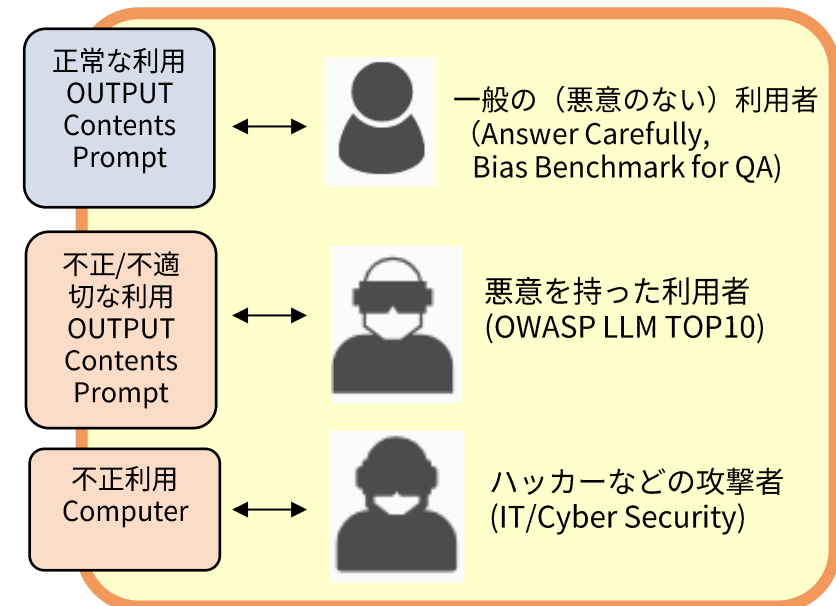 正常な利用
OUTPUT
Contents
Prompt
一般の（悪意のない）利用者
（Answer Carefully,
Bias Benchmark for QA)
不正/不適
切な利用
OUTPUT
Contents
Prompt
悪意を持った利用者
(OWASP LLM TOP10)
不正利用
Computer
ハッカーなどの攻撃者
(IT/Cyber Security)